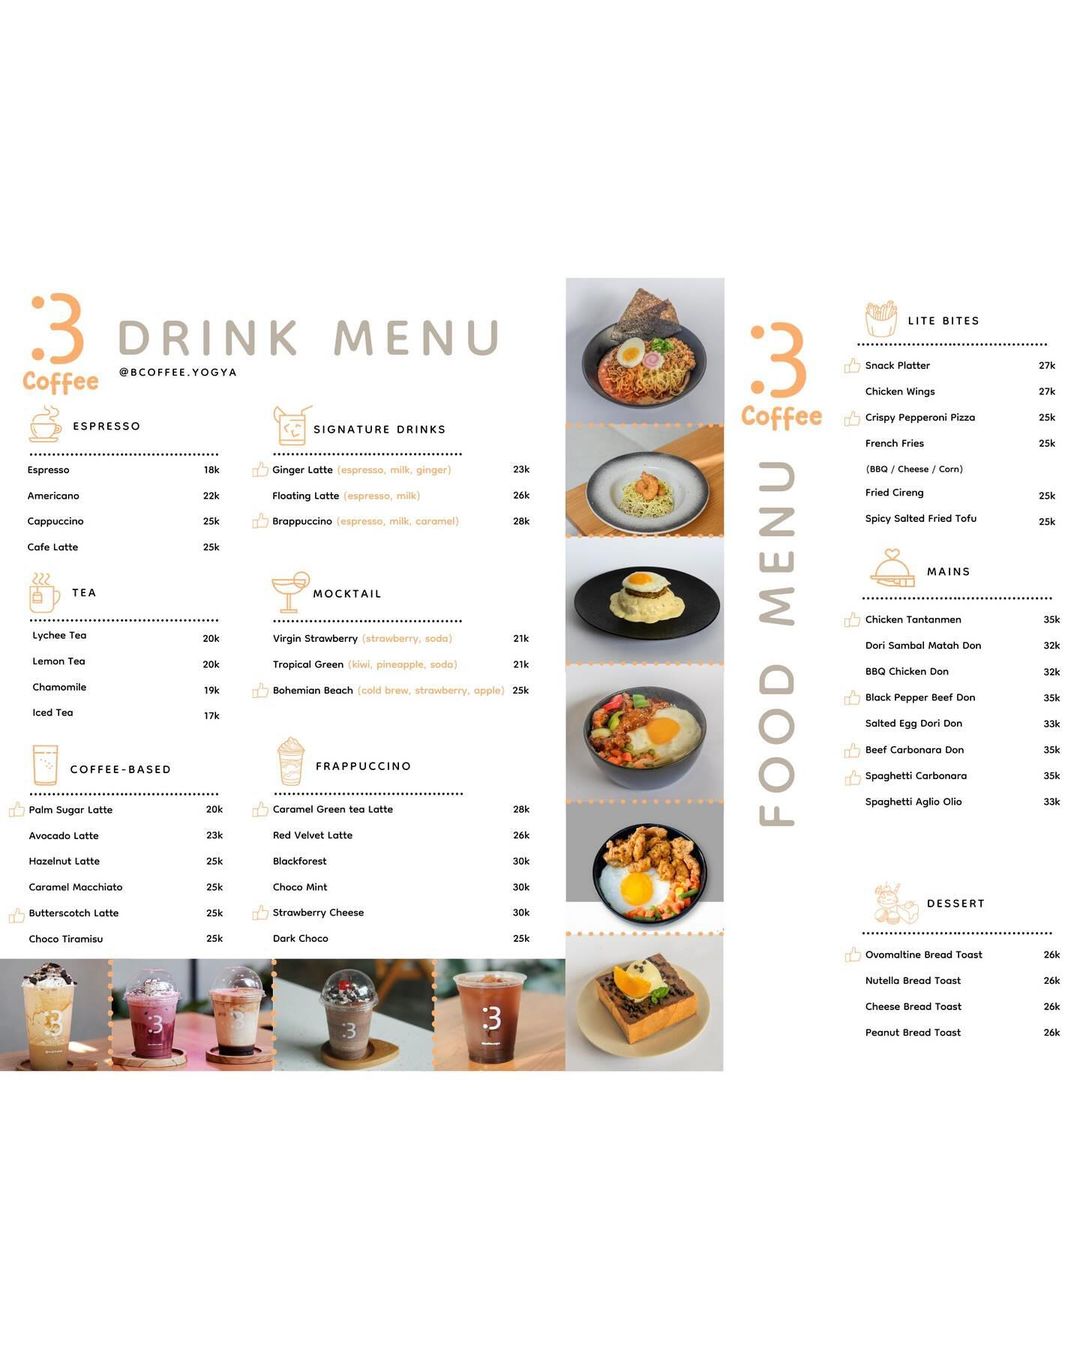 :3
Coffee
DRINK MENU
@BCOFFEE.YOGYA
ESPRESSO
Espresso 18k
Americano 22k
Cappuccino 25k
Cafe Latte 25k
TEA
Lychee Tea 20k
Lemon Tea 20k
Chamomile 19k
Iced Tea 17k
COFFEE-BASED
Palm Sugar Latte 20k
Avocado Latte 23k
Hazelnut Latte 25k
Caramel Macchiato 25k
Butterscotch Latte 25k
Choco Tiramisu 25k
SIGNATURE DRINKS
Ginger Latte (espresso, milk, ginger) 23k
Floating Latte (espresso, milk) 26k
Brappuccino (espresso, milk, caramel) 28k
MOCKTAIL
Virgin Strawberry (strawberry, soda) 21k
Tropical Green (kiwi, pineapple, soda) 21k
Bohemian Beach (cold brew, strawberry, apple) 25k
FRAPPUCCINO
Caramel Green tea Latte 28k
Red Velvet Latte 26k
Blackforest 30k
Choco Mint 30k
Strawberry Cheese 30k
Dark Choco 25k
:3
:3
:3
:3
:3
:3
Coffee
FOOD MENU
LITE BITES
Snack Platter 27k
Chicken Wings 27k
Crispy Pepperoni Pizza 25k
French Fries 25k
(BBQ / Cheese / Corn)
Fried Cireng 25k
Spicy Salted Fried Tofu 25k
MAINS
Chicken Tantanmen 35k
Dori Sambal Matah Don 32k
BBQ Chicken Don 32k
Black Pepper Beef Don 35k
Salted Egg Dori Don 33k
Beef Carbonara Don 35k
Spaghetti Carbonara 35k
Spaghetti Aglio Olio 33k
DESSERT
Ovomaltine Bread Toast 26k
Nutella Bread Toast 26k
Cheese Bread Toast 26k
Peanut Bread Toast 26k